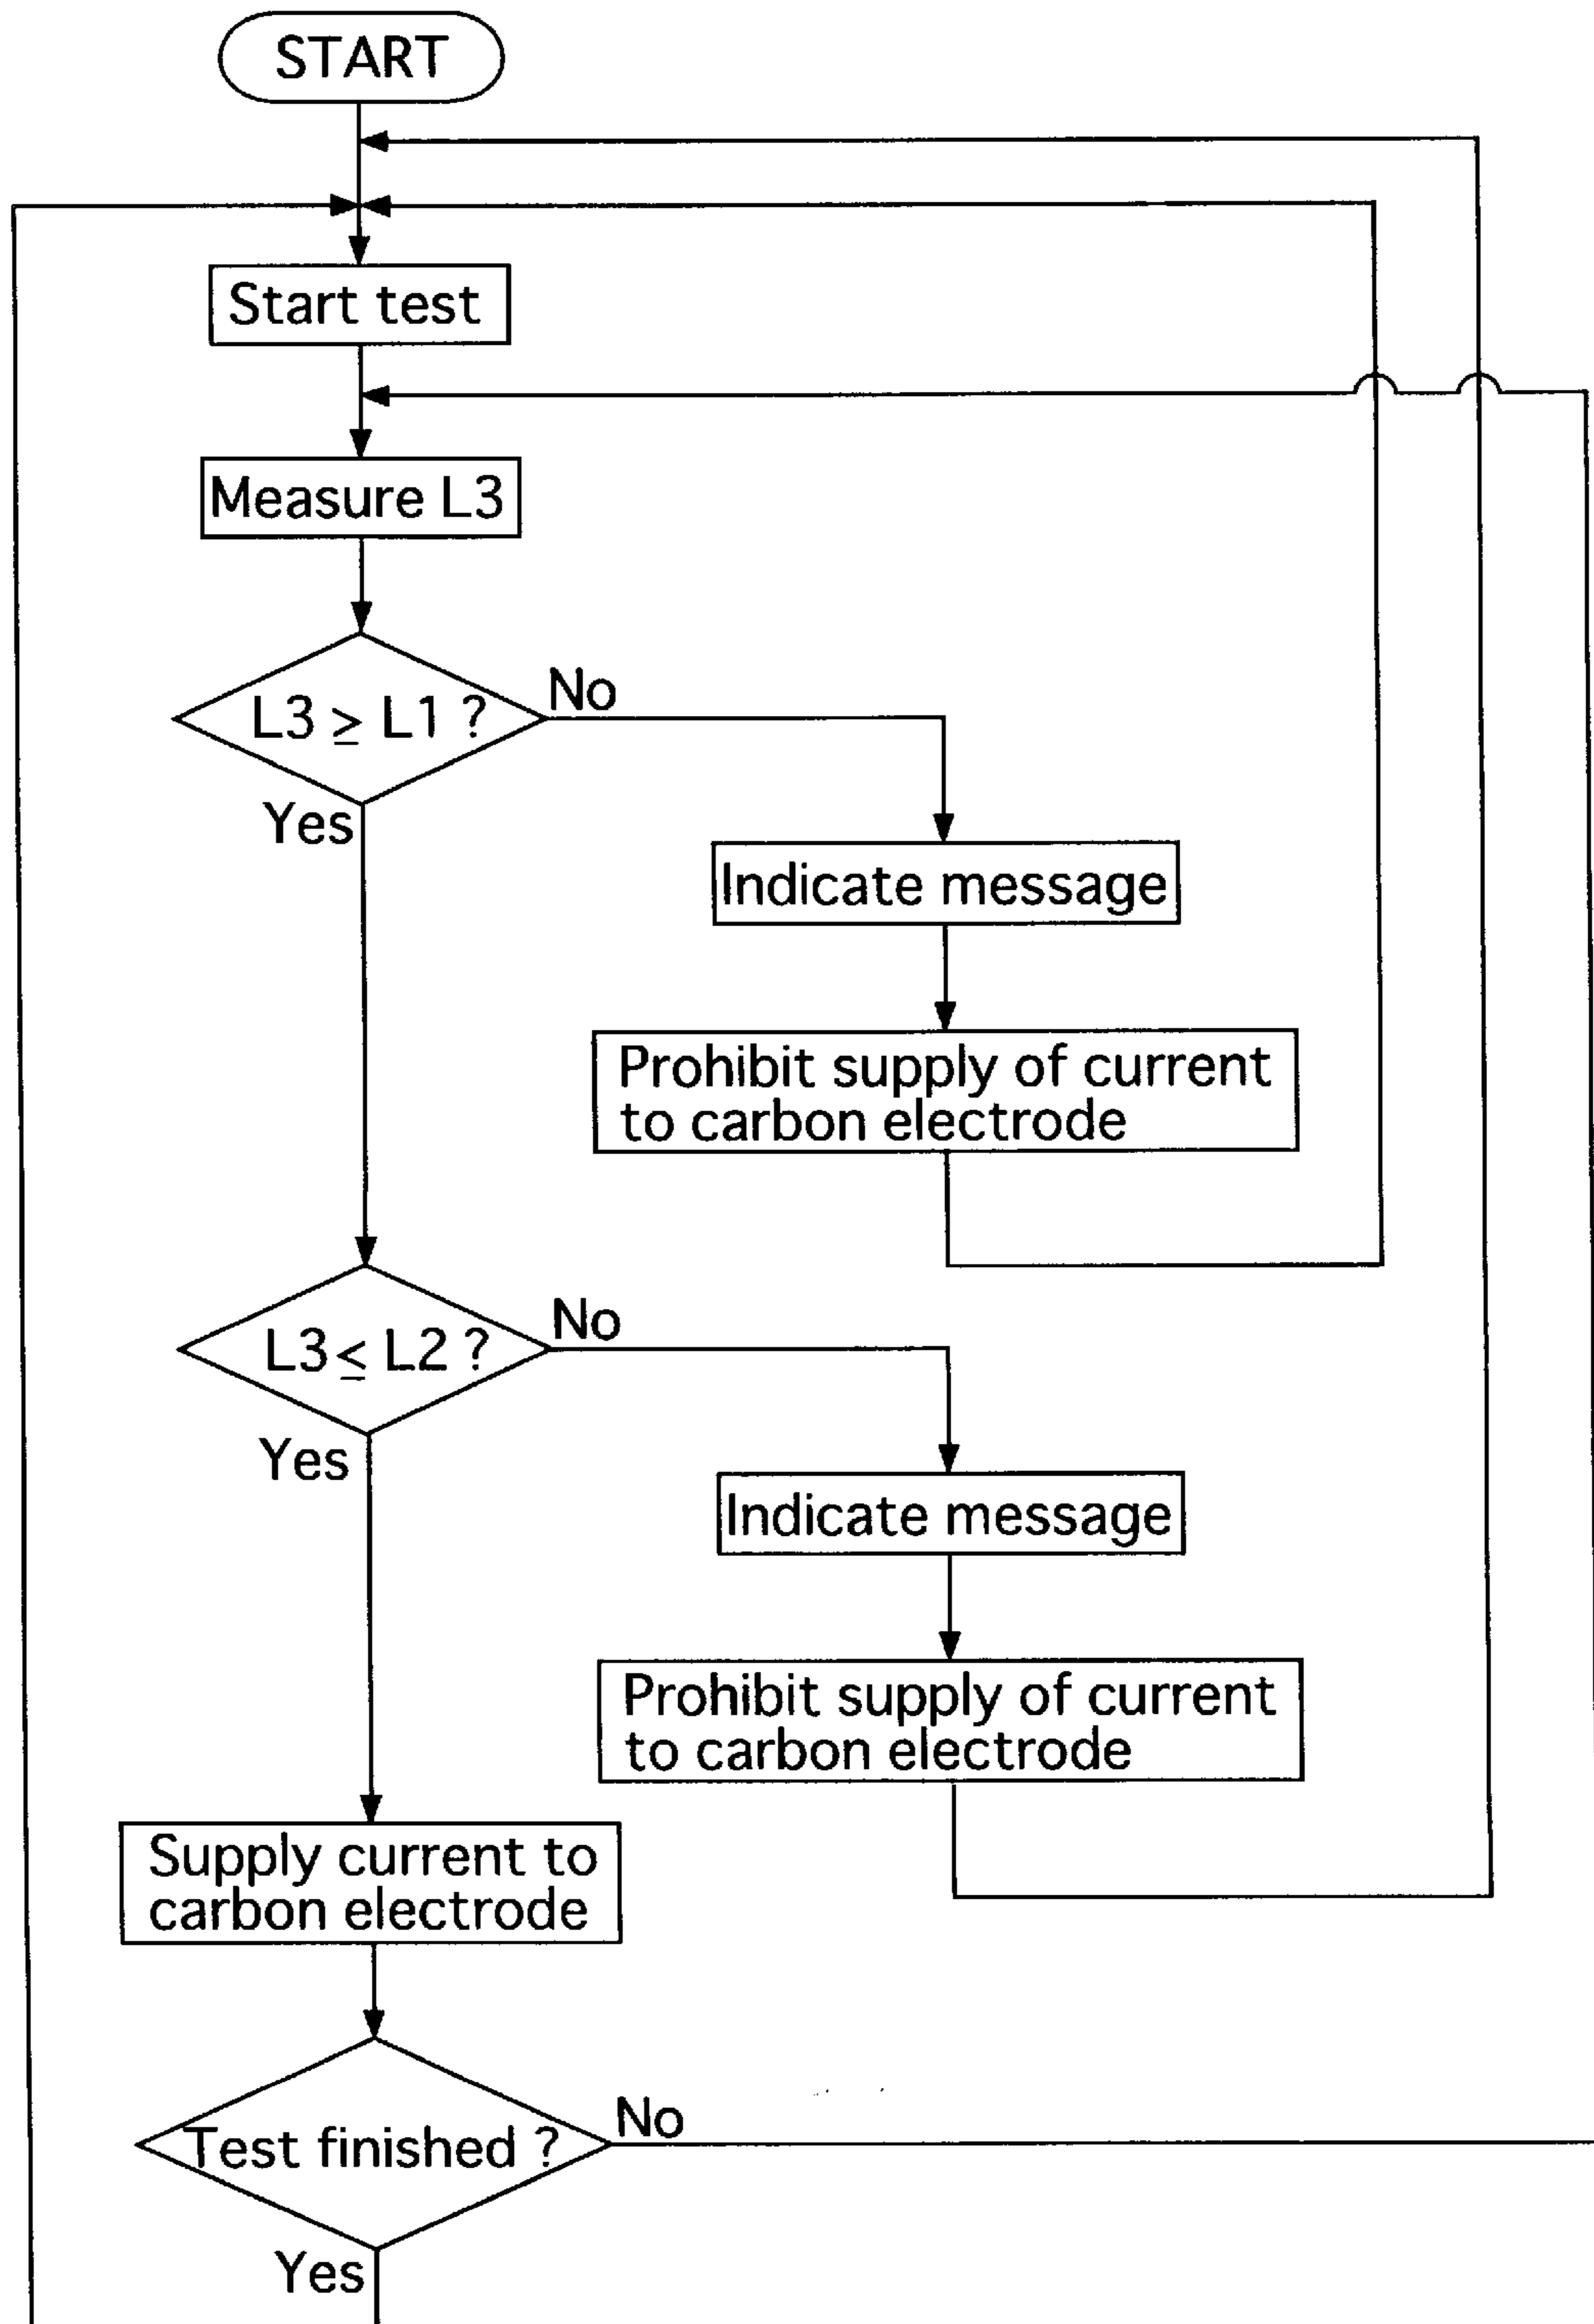 START
Start test
Measure L3
L3 ≥ L1 ?
No
Yes
Indicate message
Prohibit supply of current
to carbon electrode
L3 ≤ L2 ?
No
Yes
Indicate message
Prohibit supply of current
to carbon electrode
Supply current to
carbon electrode
Test finished ?
No
Yes